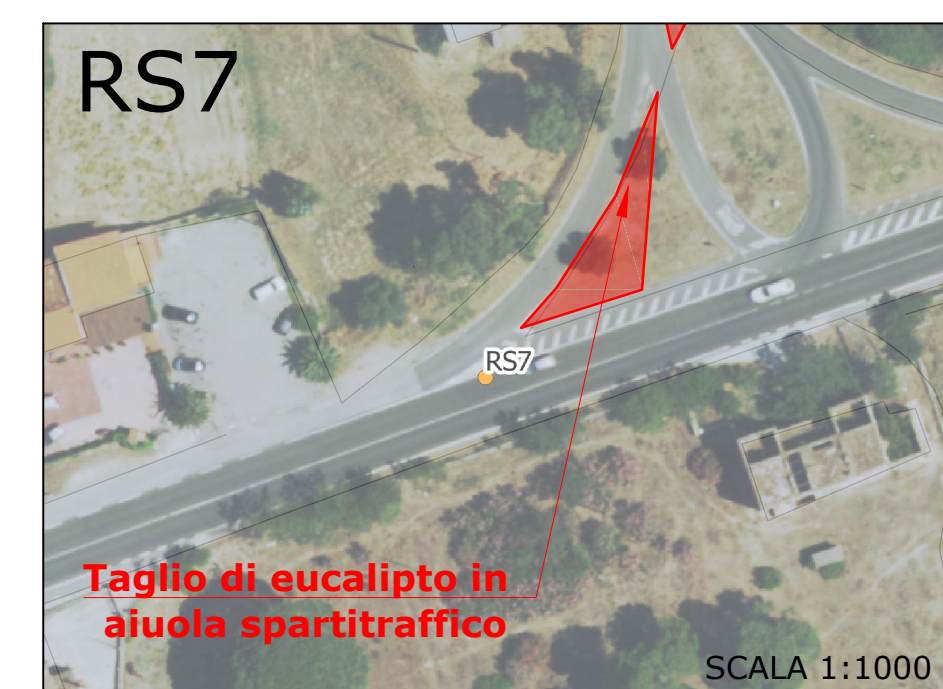 RS7
RS7
Taglio di eucalipto in
aiuola spartitraffico
SCALA 1:1000